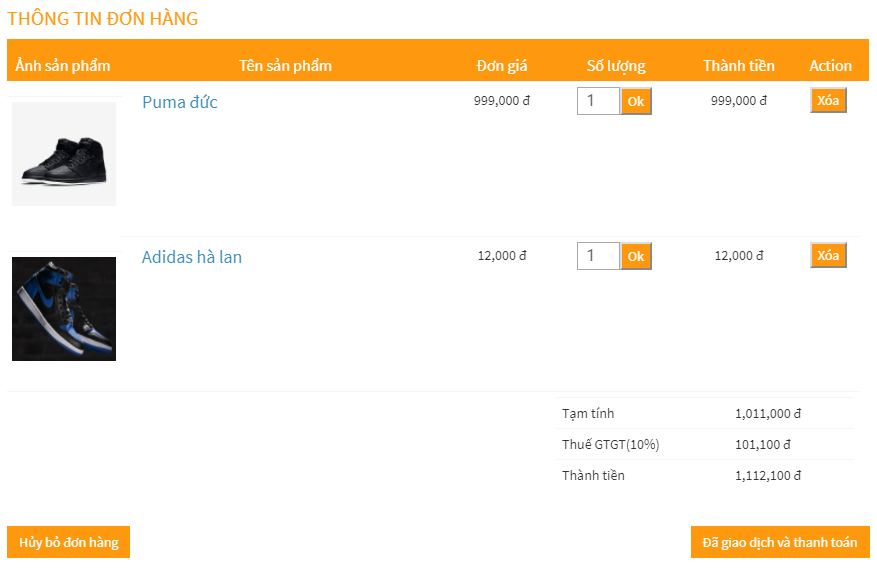 THÔNG TIN ĐƠN HÀNG
Ảnh sản phẩm Tên sản phẩm Đơn giá Số lượng Thành tiền Action
Puma đức 999,000 đ 1 Ok 999,000 đ Xóa
Adidas hà lan 12,000 đ 1 Ok 12,000 đ Xóa
Tạm tính 1,011,000 đ
Thuế GTGT(10%) 101,100 đ
Thành tiền 1,112,100 đ
Hủy bỏ đơn hàng Đã giao dịch và thanh toán